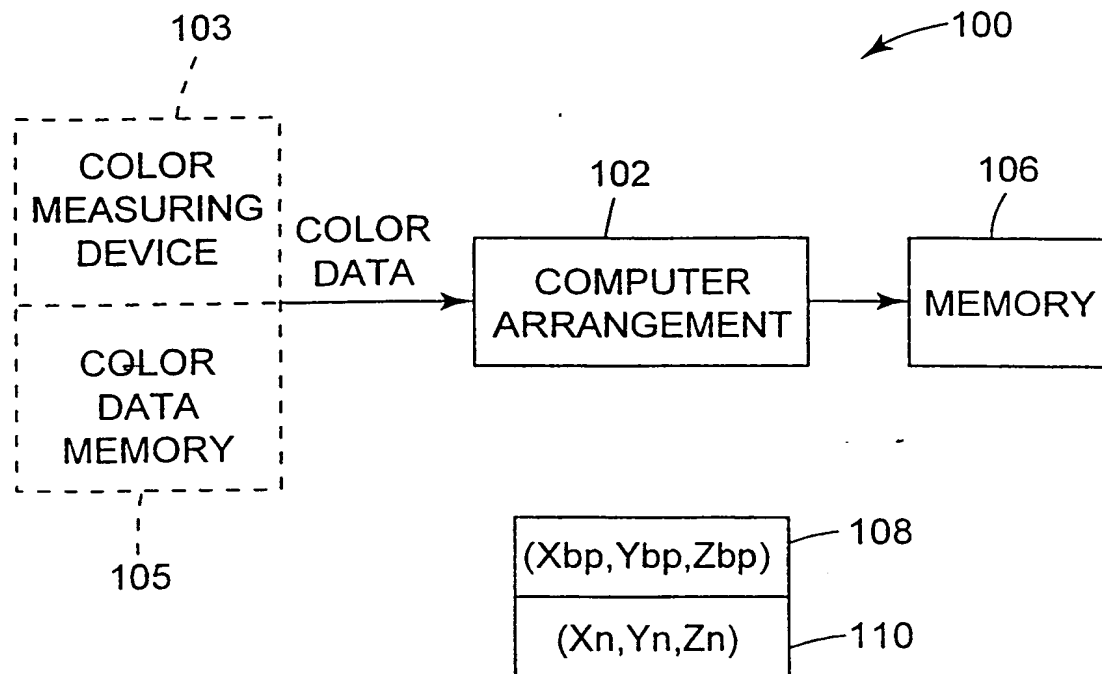 103
100
COLOR
MEASURING
DEVICE
COLOR
DATA
102
COMPUTER
ARRANGEMENT
106
MEMORY
COLOR
DATA
MEMORY
105
(Xbp,Ybp,Zbp)
108
(Xn,Yn,Zn)
110